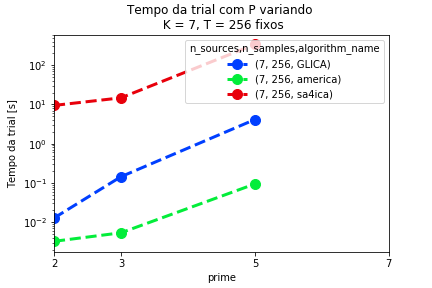 Tempo da trial com P variando
K = 7, T = 256 fixos
n_sources,n_samples,algorithm_name
(7, 256, GLICA)
(7, 256, america)
(7, 256, sa4ica)
Tempo da trial [s]
10²
10¹
10⁰
10⁻¹
10⁻²
2
3
5
7
prime